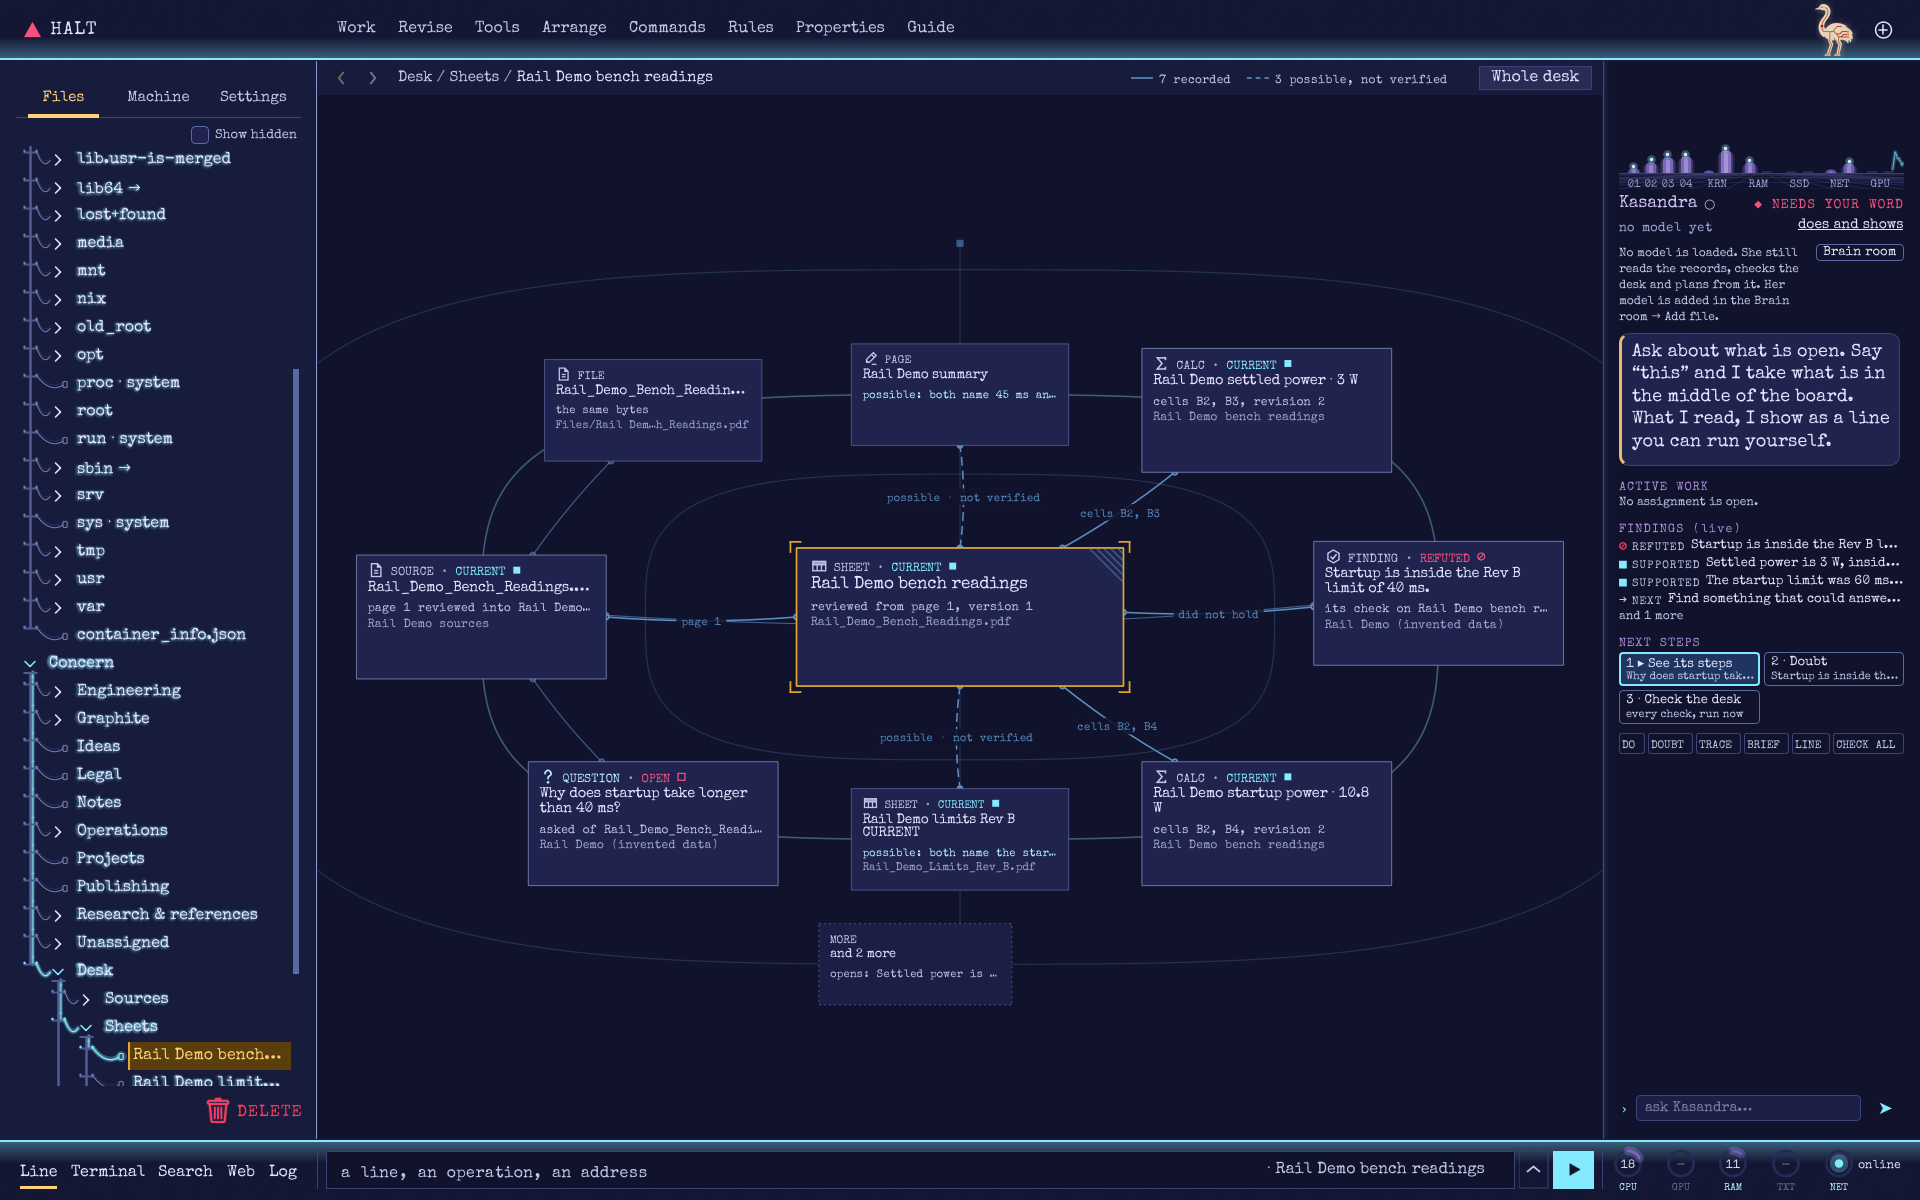 HALT
Work Revise Tools Arrange Commands Rules Properties Guide
Files Machine Settings
Show hidden
lib.usr-is-merged
lib64 →
lost+found
media
mnt
nix
old_root
opt
proc · system
root
run · system
sbin →
srv
sys · system
tmp
usr
var
container_info.json
Concern
Engineering
Graphite
Ideas
Legal
Notes
Operations
Projects
Publishing
Research & references
Unassigned
Desk
Sources
Sheets
Rail Demo bench...
Rail Demo limit...
DELETE
Desk / Sheets / Rail Demo bench readings
7 recorded
3 possible, not verified
Whole desk
FILE
Rail_Demo_Bench_Readin...
the same bytes
Files/Rail Dem...h_Readings.pdf
PAGE
Rail Demo summary
possible: both name 45 ms an...
CALC · CURRENT
Rail Demo settled power · 3 W
cells B2, B3, revision 2
Rail Demo bench readings
possible · not verified
cells B2, B3
SOURCE · CURRENT
Rail_Demo_Bench_Readings....
page 1 reviewed into Rail Demo...
Rail Demo sources
page 1
SHEET · CURRENT
Rail Demo bench readings
reviewed from page 1, version 1
Rail_Demo_Bench_Readings.pdf
did not hold
FINDING · REFUTED
Startup is inside the Rev B
limit of 40 ms.
its check on Rail Demo bench r...
Rail Demo (invented data)
possible · not verified
cells B2, B4
QUESTION · OPEN
Why does startup take longer
than 40 ms?
asked of Rail_Demo_Bench_Readi...
Rail Demo (invented data)
SHEET · CURRENT
Rail Demo limits Rev B
CURRENT
possible: both name the star...
Rail_Demo_Limits_Rev_B.pdf
CALC · CURRENT
Rail Demo startup power · 10.8
W
cells B2, B4, revision 2
Rail Demo bench readings
MORE
and 2 more
opens: Settled power is ...
01 02 03 04 KRN RAM SSD NET GPU
Kasandra
NEEDS YOUR WORD
no model yet
does and shows
No model is loaded. She still
reads the records, checks the
desk and plans from it. Her
model is added in the Brain
room → Add file.
Brain room
Ask about what is open. Say
“this” and I take what is in
the middle of the board.
What I read, I show as a line
you can run yourself.
ACTIVE WORK
No assignment is open.
FINDINGS (live)
REFUTED Startup is inside the Rev B l...
SUPPORTED Settled power is 3 W, insid...
SUPPORTED The startup limit was 60 ms...
→ NEXT Find something that could answe...
and 1 more
NEXT STEPS
1 ▸ See its steps
Why does startup tak...
2 · Doubt
Startup is inside th...
3 · Check the desk
every check, run now
DO DOUBT TRACE BRIEF LINE CHECK ALL
› ask Kasandra...
Line Terminal Search Web Log
a line, an operation, an address
· Rail Demo bench readings
18 – 11 – online
CPU GPU RAM TXT NET